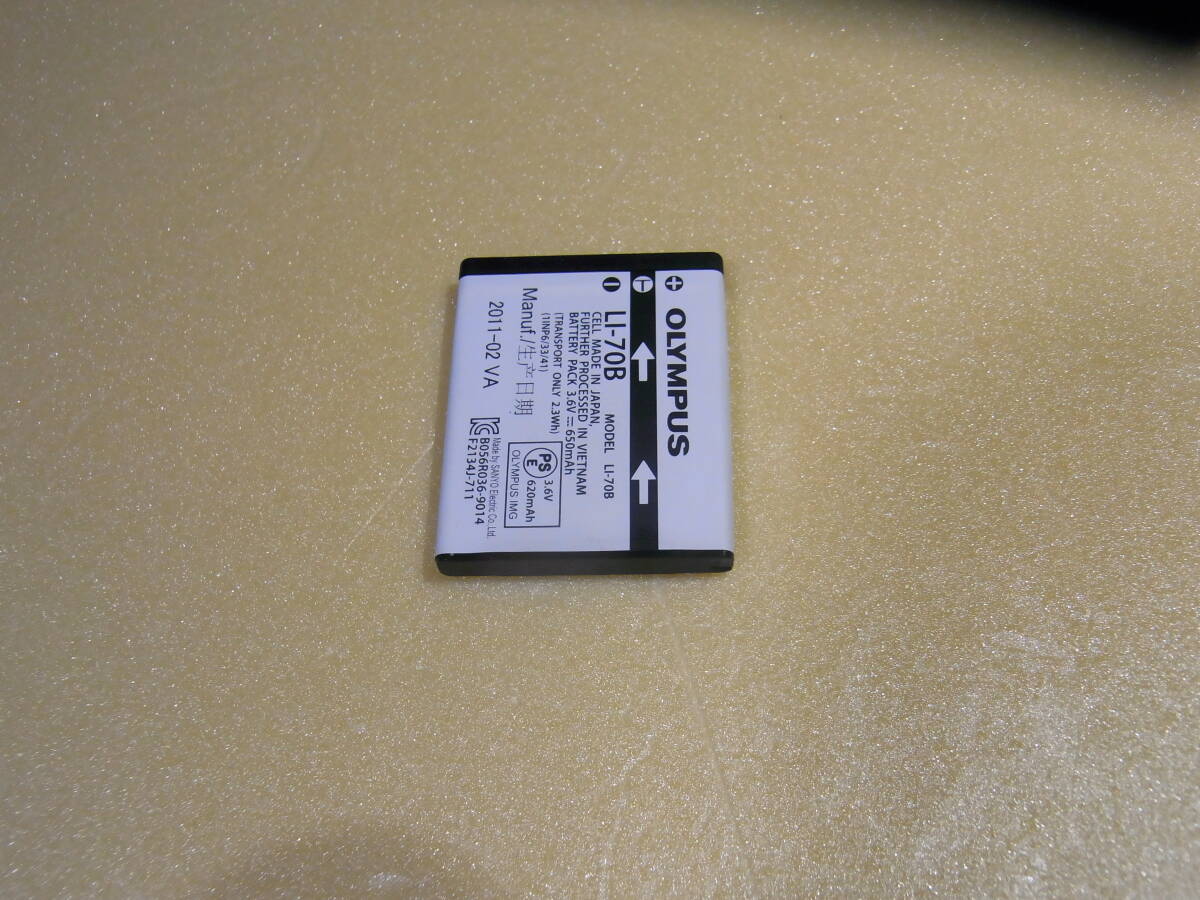 OLYMPUS
LI-70B MODEL LI-70B
CELL MADE IN JAPAN,
FURTHER PROCESSED IN VIETNAM
BATTERY PACK 3.6V⎓650mAh
(TRANSPORT ONLY 2.3Wh)
(1INP6/33/41)
PS E 3.6V
620mAh
OLYMPUS IMG
Manuf./生产日期
2011-02 VA
Made by SANYO Electric Co. Ltd.
B056R036-9014
F2134J-711